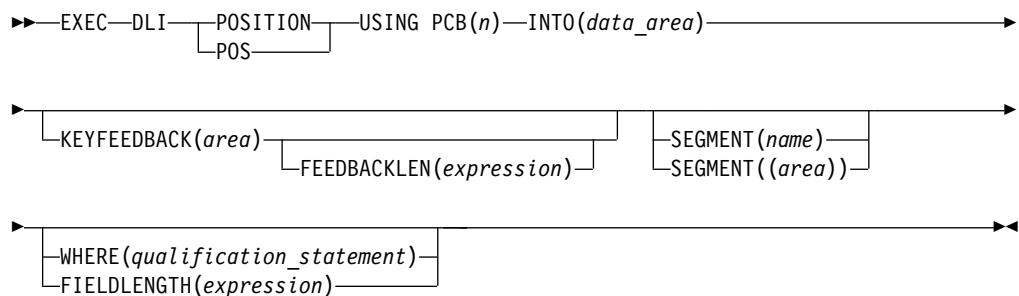 EXEC DLI POSITION USING PCB(n) INTO(data_area)
POS
KEYFEEDBACK(area) SEGMENT(name)
FEEDBACKLEN(expression) SEGMENT((area))
WHERE(qualification_statement)
FIELDLENGTH(expression)